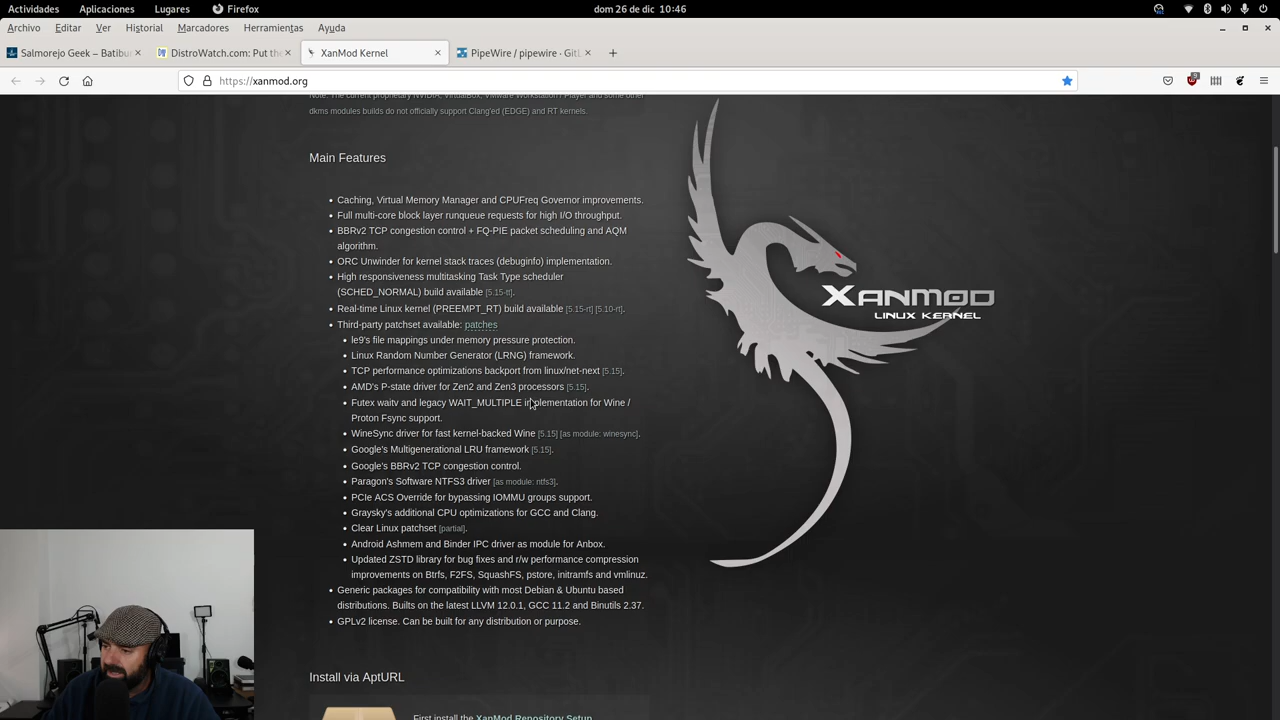 Actividades Aplicaciones Lugares Firefox dom 26 de dic 10:46
Archivo Editar Ver Historial Marcadores Herramientas Ayuda
Salmorejo Geek – Batibu × DistroWatch.com: Put the × XanMod Kernel × PipeWire / pipewire · GitL × +
https://xanmod.org
Note: The current proprietary NVIDIA, VirtualBox, VMware Workstation / Player and some other
dkms modules builds do not officially support Clang'ed (EDGE) and RT kernels.
Main Features
• Caching, Virtual Memory Manager and CPUFreq Governor improvements.
• Full multi-core block layer runqueue requests for high I/O throughput.
• BBRv2 TCP congestion control + FQ-PIE packet scheduling and AQM
algorithm.
• ORC Unwinder for kernel stack traces (debuginfo) implementation.
• High responsiveness multitasking Task Type scheduler
(SCHED_NORMAL) build available [5.15-tt].
• Real-time Linux kernel (PREEMPT_RT) build available [5.15-rt] [5.10-rt].
• Third-party patchset available: patches
• le9's file mappings under memory pressure protection.
• Linux Random Number Generator (LRNG) framework.
• TCP performance optimizations backport from linux/net-next [5.15].
• AMD's P-state driver for Zen2 and Zen3 processors [5.15].
• Futex waitv and legacy WAIT_MULTIPLE implementation for Wine /
Proton Fsync support.
• WineSync driver for fast kernel-backed Wine [5.15] [as module: winesync].
• Google's Multigenerational LRU framework [5.15].
• Google's BBRv2 TCP congestion control.
• Paragon's Software NTFS3 driver [as module: ntfs3].
• PCIe ACS Override for bypassing IOMMU groups support.
• Graysky's additional CPU optimizations for GCC and Clang.
• Clear Linux patchset [partial].
• Android Ashmem and Binder IPC driver as module for Anbox.
• Updated ZSTD library for bug fixes and r/w performance compression
improvements on Btrfs, F2FS, SquashFS, pstore, initramfs and vmlinuz.
• Generic packages for compatibility with most Debian & Ubuntu based
distributions. Builts on the latest LLVM 12.0.1, GCC 11.2 and Binutils 2.37.
• GPLv2 license. Can be built for any distribution or purpose.
XANMOD
LINUX KERNEL
Install via AptURL
First install the XanMod Repository Setup